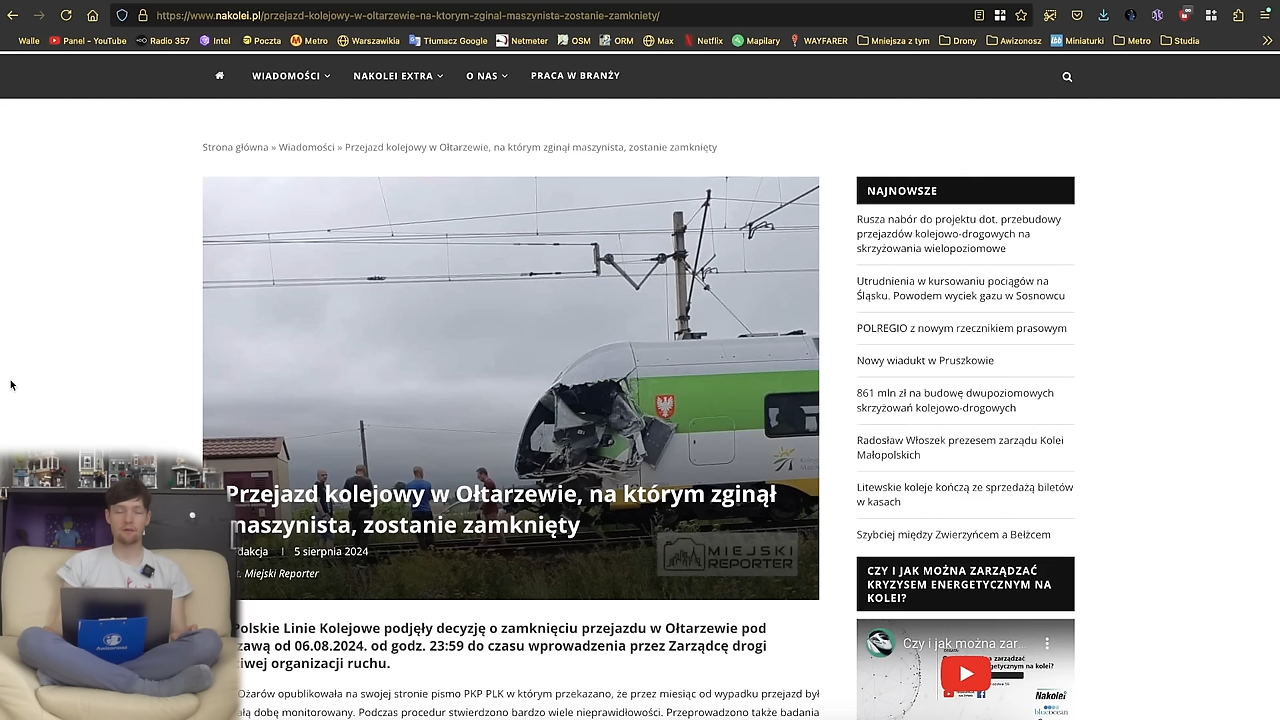 https://www.nakolei.pl/przejazd-kolejowy-w-oltarzewie-na-ktorym-zginal-maszynista-zostanie-zamkniety/
Walle Panel - YouTube Radio 357 Intel Poczta Metro Warszawikia Tłumacz Google Netmeter OSM ORM Max Netflix Mapilary WAYFARER Mniejsza z tym Drony Awizonosz Miniaturki Metro Studia
WIADOMOŚCI NAKOLEI EXTRA O NAS PRACA W BRANŻY
Strona główna » Wiadomości » Przejazd kolejowy w Ołtarzewie, na którym zginął maszynista, zostanie zamknięty
Przejazd kolejowy w Ołtarzewie, na którym zginął
maszynista, zostanie zamknięty
dakcja | 5 sierpnia 2024
t. Miejski Reporter
MIEJSKI
REPORTER
Polskie Linie Kolejowe podjęły decyzję o zamknięciu przejazdu w Ołtarzewie pod
zawą od 06.08.2024. od godz. 23:59 do czasu wprowadzenia przez Zarządcę drogi
ciwej organizacji ruchu.
Ożarów opublikowała na swojej stronie pismo PKP PLK w którym przekazano, że przez miesiąc od wypadku przejazd był
dobę monitorowany. Podczas procedur stwierdzono bardzo wiele nieprawidłowości. Przeprowadzono także badania
NAJNOWSZE
Rusza nabór do projektu dot. przebudowy
przejazdów kolejowo-drogowych na
skrzyżowania wielopoziomowe
Utrudnienia w kursowaniu pociągów na
Śląsku. Powodem wyciek gazu w Sosnowcu
POLREGIO z nowym rzecznikiem prasowym
Nowy wiadukt w Pruszkowie
861 mln zł na budowę dwupoziomowych
skrzyżowań kolejowo-drogowych
Radosław Włoszek prezesem zarządu Kolei
Małopolskich
Litewskie koleje kończą ze sprzedażą biletów
w kasach
Szybciej między Zwierzyńcem a Bełżcem
CZY I JAK MOŻNA ZARZĄDZAĆ
KRYZYSEM ENERGETYCZNYM NA
KOLEI?
Czy i jak można zar...
Nakolei
blueocean